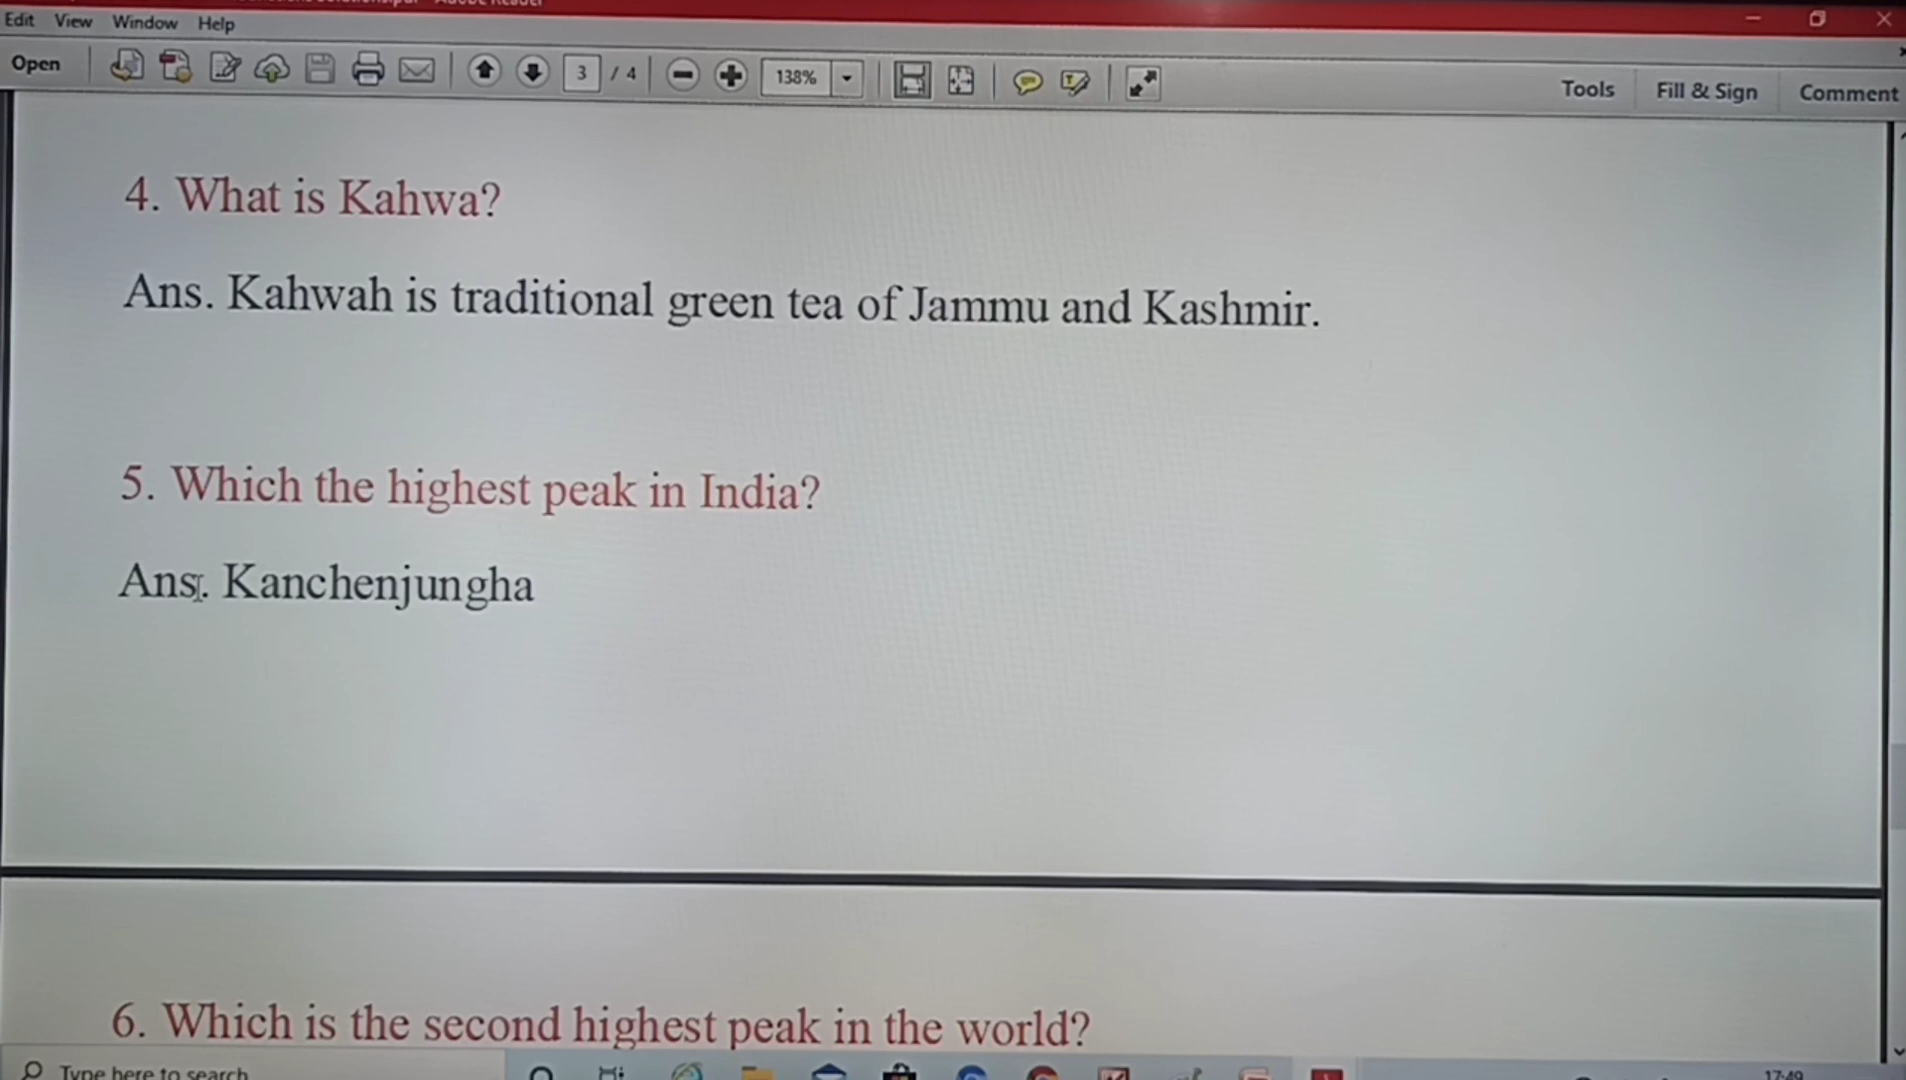 Edit View Window Help
Open 3 / 4 138% Tools Fill & Sign Comment
4. What is Kahwa?
Ans. Kahwah is traditional green tea of Jammu and Kashmir.
5. Which the highest peak in India?
Ans. Kanchenjungha
6. Which is the second highest peak in the world?
Type here to search 17:49